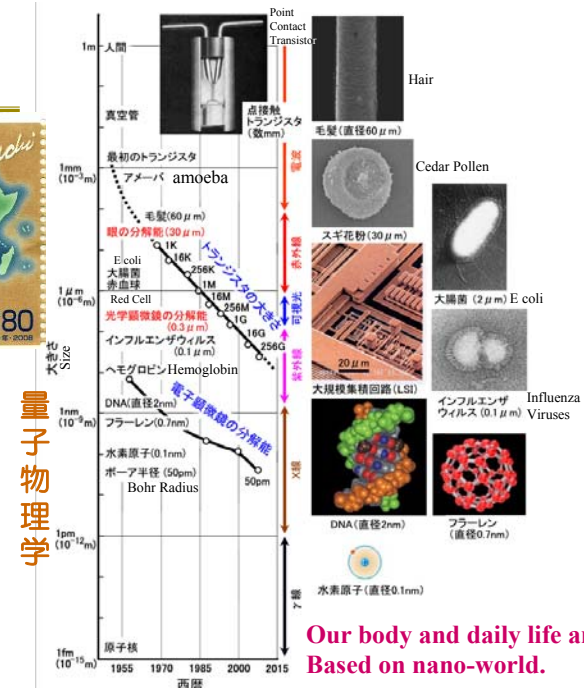 Point
Contact
Transistor
点接触
トランジスタ
(数mm)
Hair
毛髪(直径60μm)
Cedar Pollen
スギ花粉(30μm)
大腸菌(2μm)
E coli
20μm
大規模集積回路(LSI)
インフルエンザ
ウィルス(0.1μm)
Influenza
Viruses
DNA(直径2nm)
フラーレン
(直径0.7nm)
水素原子(直径0.1nm)
80
大きさ
Size
量子物理学
1m
人間
真空管
最初のトランジスタ
1mm
(10⁻³m)
アメーバ
amoeba
毛髪(60μm)
眼の分解能(30μm)
E coli
大腸菌
赤血球
1μm
(10⁻⁶m)
Red Cell
光学顕微鏡の分解能
(0.3μm)
インフルエンザウィルス
(0.1μm)
ヘモグロビン
Hemoglobin
DNA(直径2nm)
1nm
(10⁻⁹m)
フラーレン(0.7nm)
水素原子(0.1nm)
ボーア半径(50pm)
Bohr Radius
1pm
(10⁻¹²m)
原子核
1fm
(10⁻¹⁵m)
1K
16K
256K
1M
16M
256M
1G
16G
256G
トランジスタの大きさ
電子顕微鏡の分解能
50pm
電波
赤外線
可視光
紫外線
X線
γ線
1955
1970
1985
2000
2015
西暦
Our body and daily life
Based on nano-world.